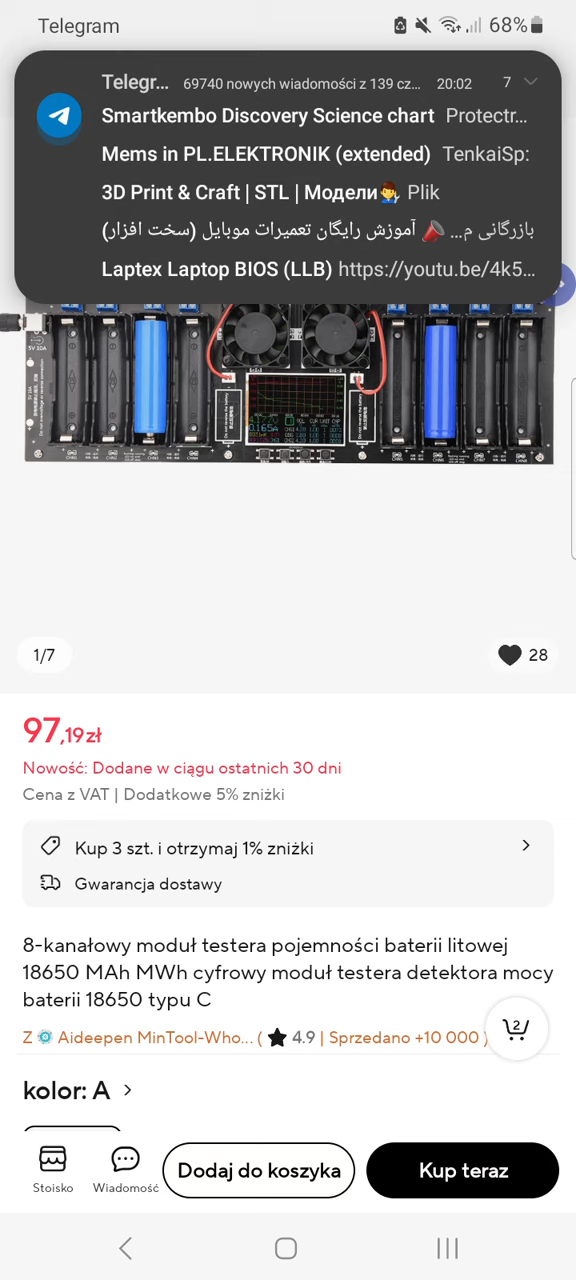 Telegram
68%
Telegr... 69740 nowych wiadomości z 139 cz... 20:02 7
Smartkembo Discovery Science chart Protectr...
Mems in PL.ELEKTRONIK (extended) TenkaiSp:
3D Print & Craft | STL | Модели👨‍🎨 Plik
بازرگانی م... 📣 آموزش رایگان تعمیرات موبایل (سخت افزار)
Laptex Laptop BIOS (LLB) https://youtu.be/4k5...
5V 10A
0.165A
1/7
28
97,19zł
Nowość: Dodane w ciągu ostatnich 30 dni
Cena z VAT | Dodatkowe 5% zniżki
Kup 3 szt. i otrzymaj 1% zniżki
Gwarancja dostawy
8-kanałowy moduł testera pojemności baterii litowej
18650 MAh MWh cyfrowy moduł testera detektora mocy
baterii 18650 typu C
Z Aideepen MinTool-Who... ( ★ 4.9 | Sprzedano +10 000 )
2
kolor: A
Stoisko
Wiadomość
Dodaj do koszyka
Kup teraz